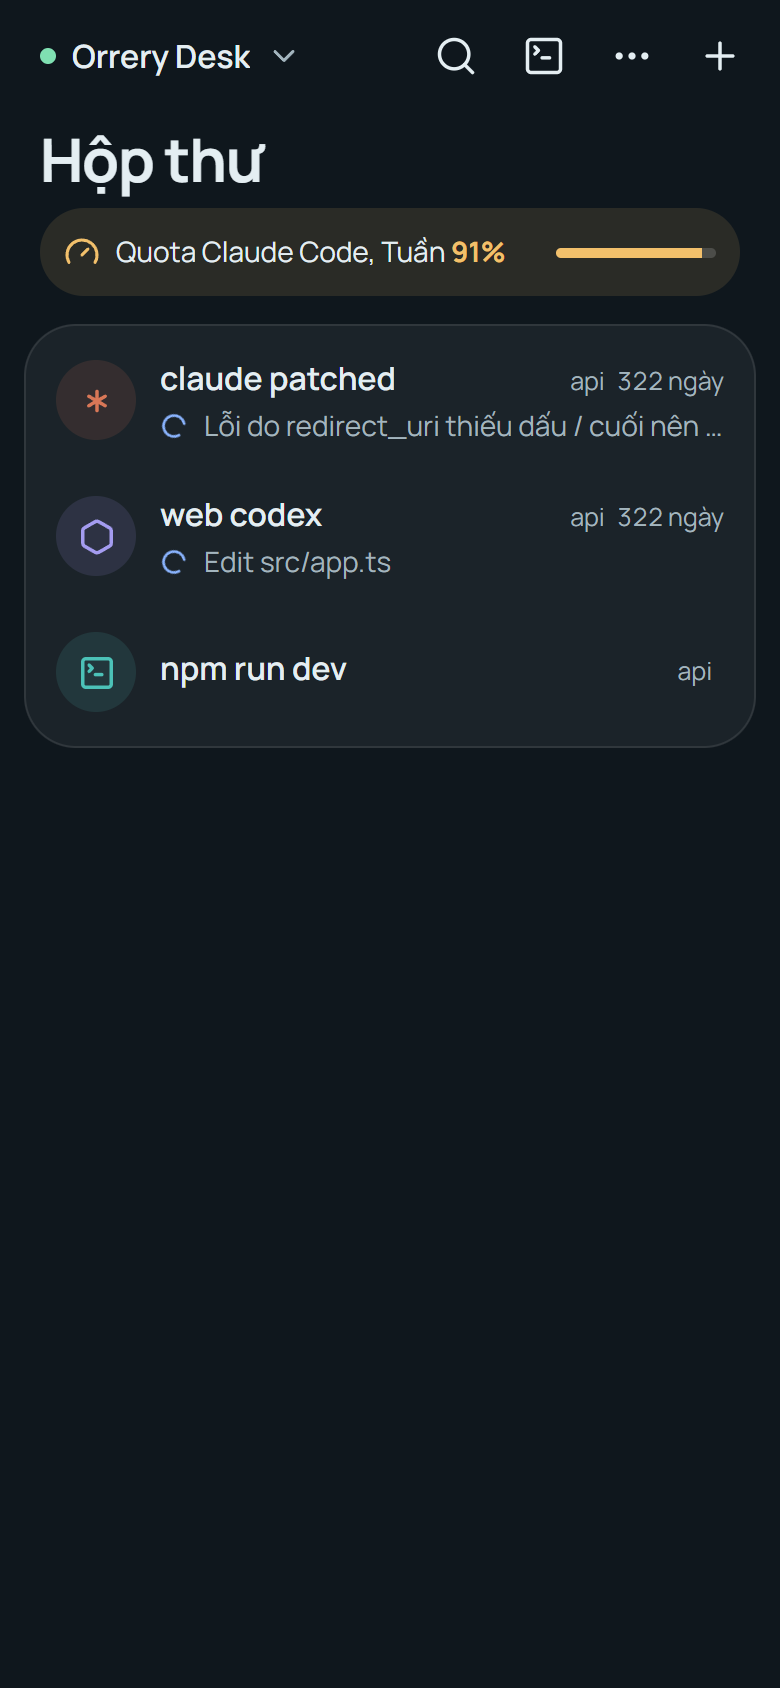 Orrery Desk
Hộp thư
Quota Claude Code, Tuần 91%
claude patched api 322 ngày
Lỗi do redirect_uri thiếu dấu / cuối nên ...
web codex api 322 ngày
Edit src/app.ts
npm run dev api